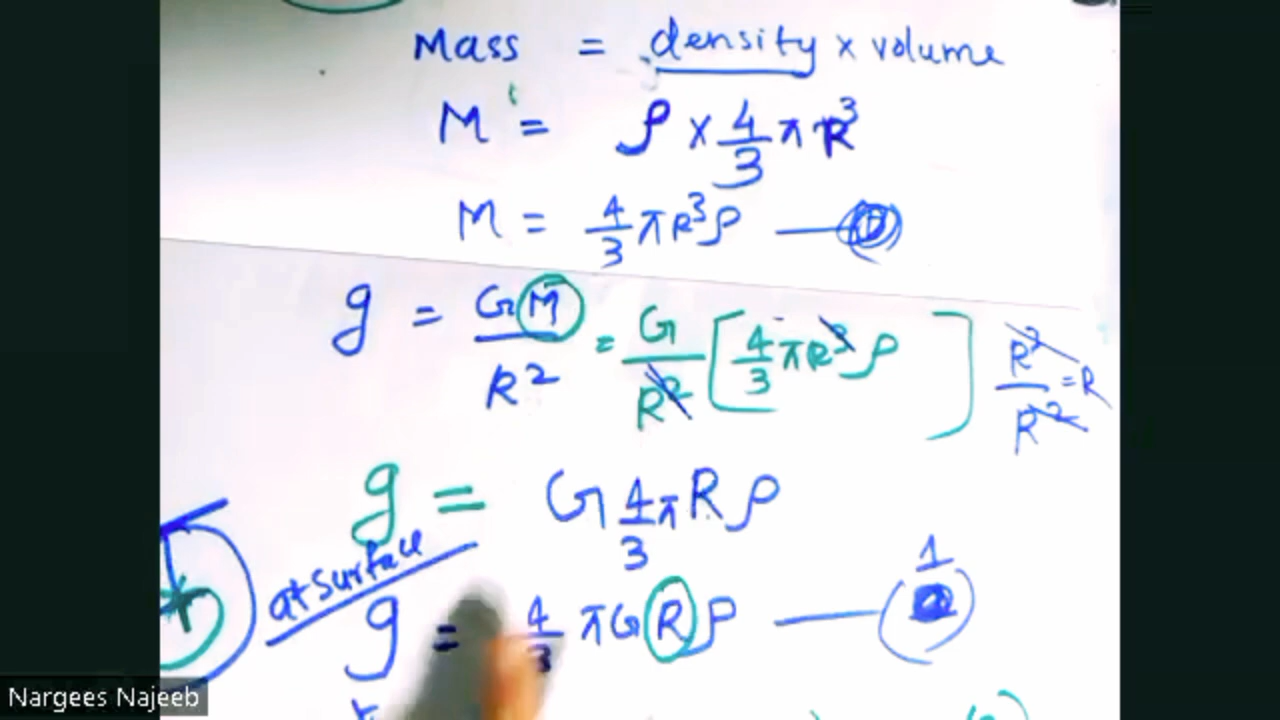 Mass = density × volume
M = ρ × 4/3 π R³
M = 4/3 π R³ ρ —
g = GM/R² = G/R² [4/3 π R³ ρ] R³/R² = R
g = G 4/3 π R ρ
at surface
g = 4/3 π G R ρ — 1
Nargees Najeeb